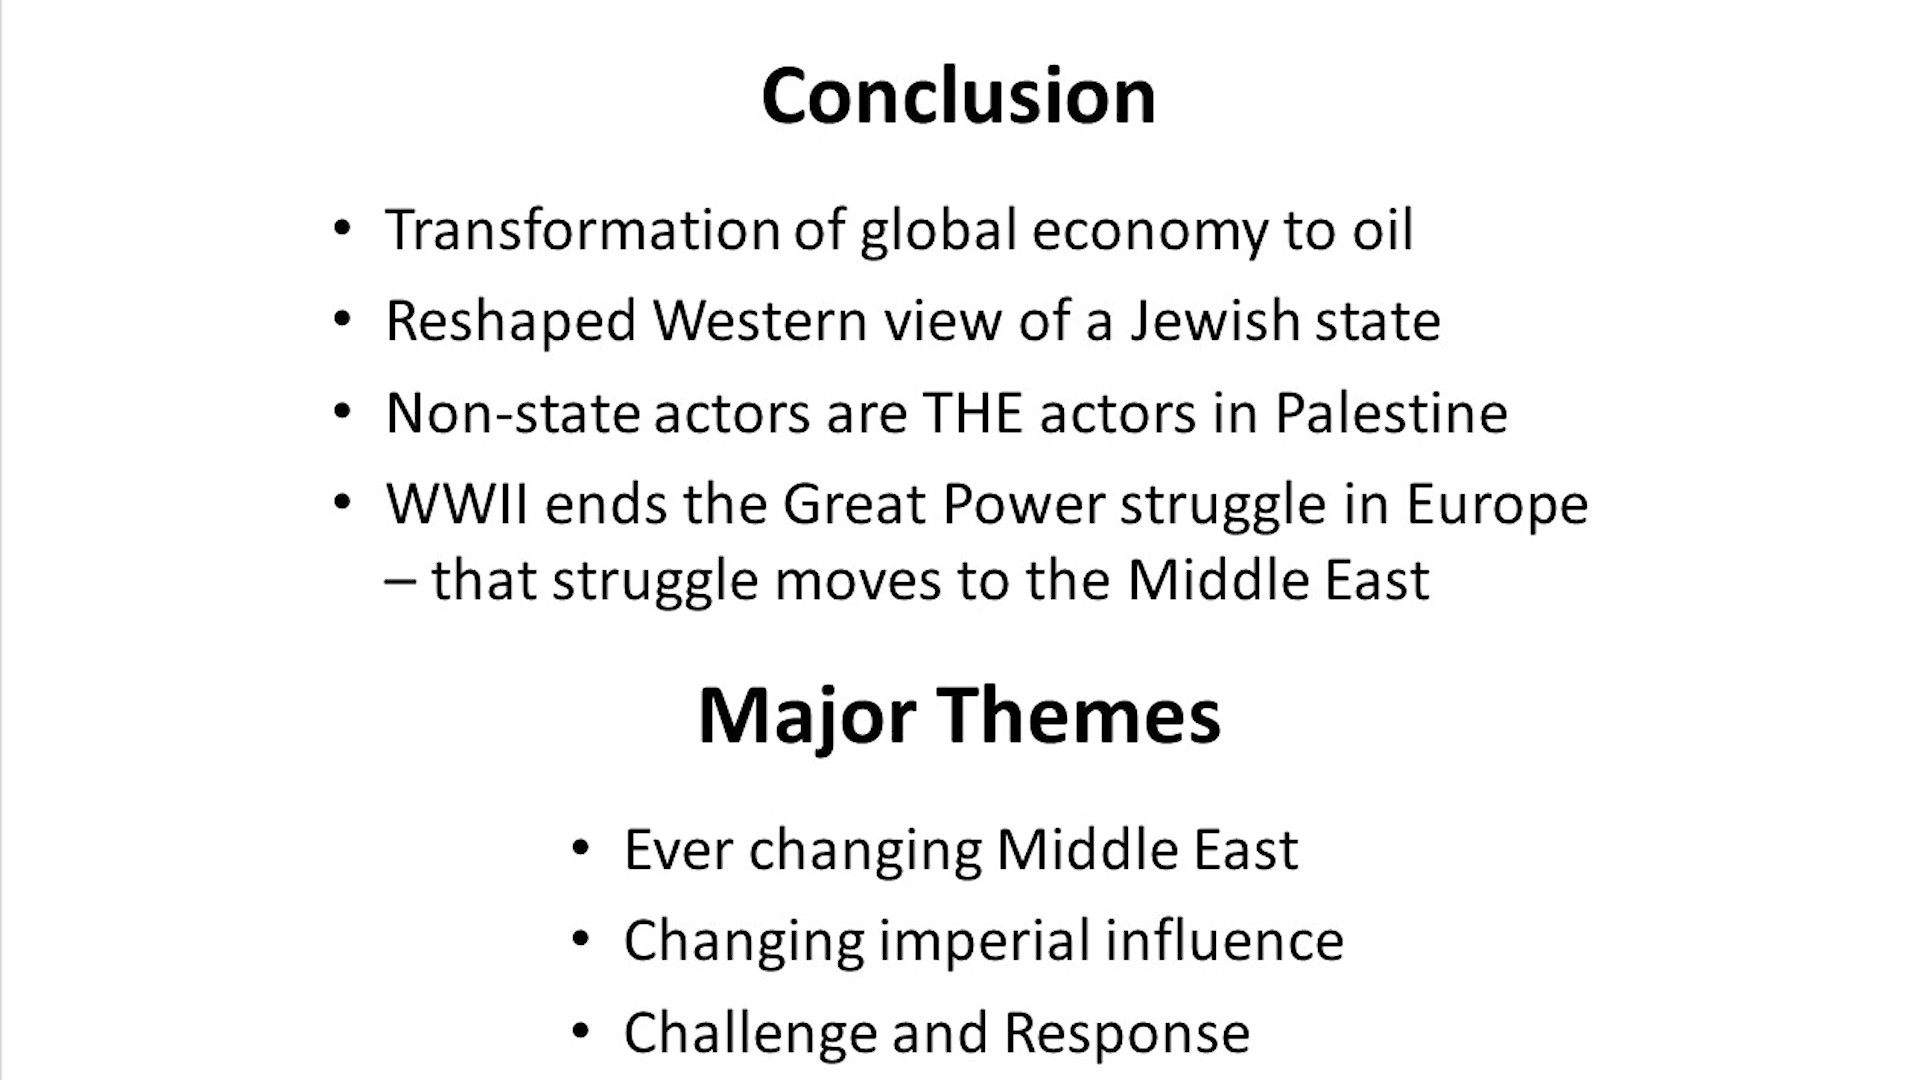 Conclusion
• Transformation of global economy to oil
• Reshaped Western view of a Jewish state
• Non-state actors are THE actors in Palestine
• WWII ends the Great Power struggle in Europe
– that struggle moves to the Middle East
Major Themes
• Ever changing Middle East
• Changing imperial influence
• Challenge and Response